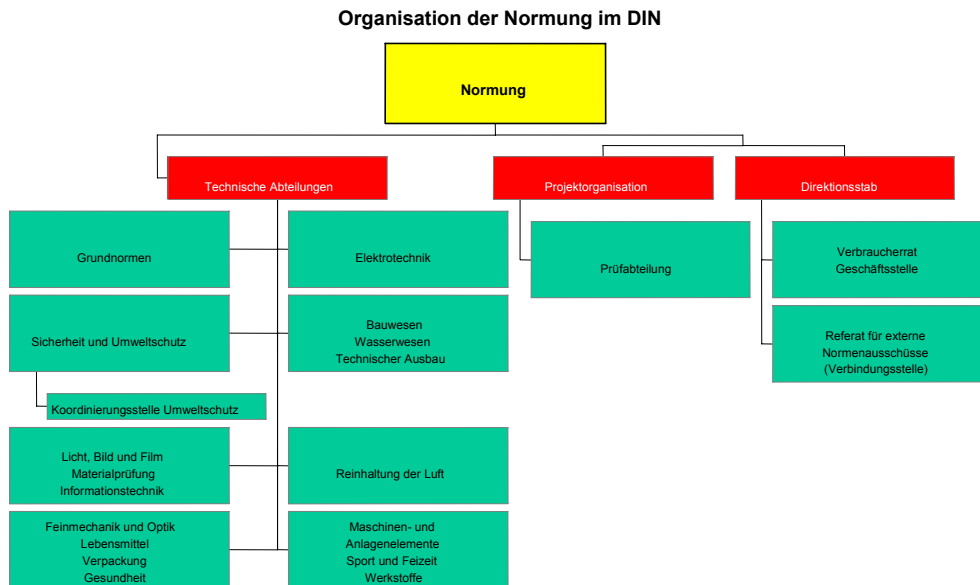 Organisation der Normung im DIN
Normung
Technische Abteilungen
Projektorganisation
Direktionsstab
Grundnormen
Elektrotechnik
Prüfabteilung
Verbraucherrat
Geschäftsstelle
Sicherheit und Umweltschutz
Bauwesen
Wasserwesen
Technischer Ausbau
Referat für externe
Normenausschüsse
(Verbindungsstelle)
Koordinierungsstelle Umweltschutz
Licht, Bild und Film
Materialprüfung
Informationstechnik
Reinhaltung der Luft
Feinmechanik und Optik
Lebensmittel
Verpackung
Gesundheit
Maschinen- und
Anlagenelemente
Sport und Feizeit
Werkstoffe